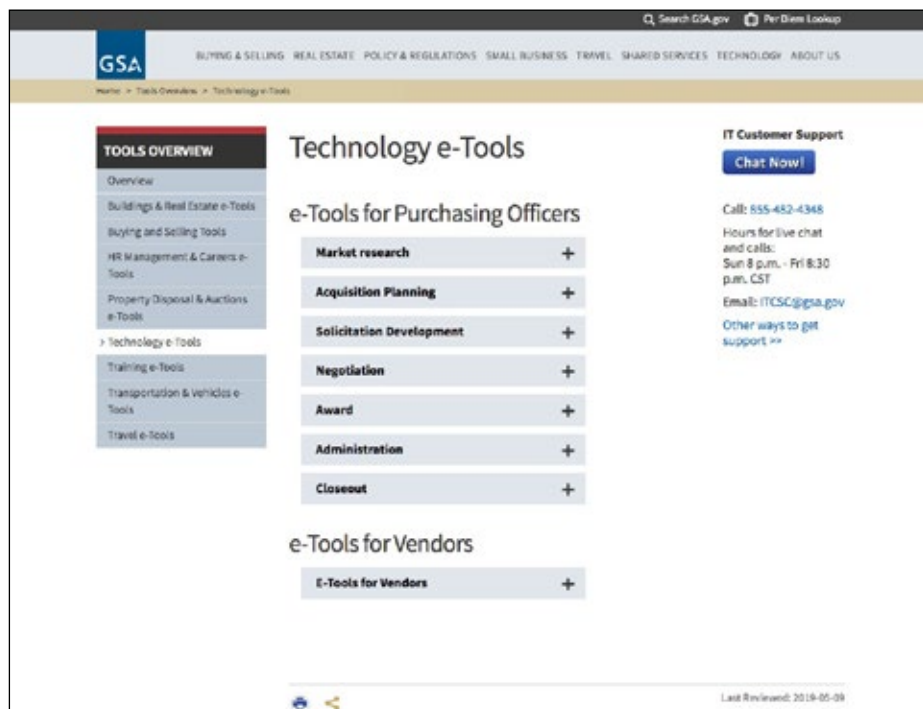 Search GSA.gov Per Diem Lookup
GSA
BUYING & SELLING REAL ESTATE POLICY & REGULATIONS SMALL BUSINESS TRAVEL SHARED SERVICES TECHNOLOGY ABOUT US
Home > Tools Overview > Technology e-Tools
TOOLS OVERVIEW
Overview
Buildings & Real Estate e-Tools
Buying and Selling Tools
HR Management & Careers e-
Tools
Property Disposal & Auctions
e-Tools
> Technology e-Tools
Training e-Tools
Transportation & Vehicles e-
Tools
Travel e-Tools
Technology e-Tools
e-Tools for Purchasing Officers
Market research +
Acquisition Planning +
Solicitation Development +
Negotiation +
Award +
Administration +
Closeout +
e-Tools for Vendors
E-Tools for Vendors +
IT Customer Support
Chat Now!
Call: 855-482-4348
Hours for live chat
and calls:
Sun 8 p.m. - Fri 8:30
p.m. CST
Email: ITCSC@gsa.gov
Other ways to get
support >>
Last Reviewed: 2019-05-09